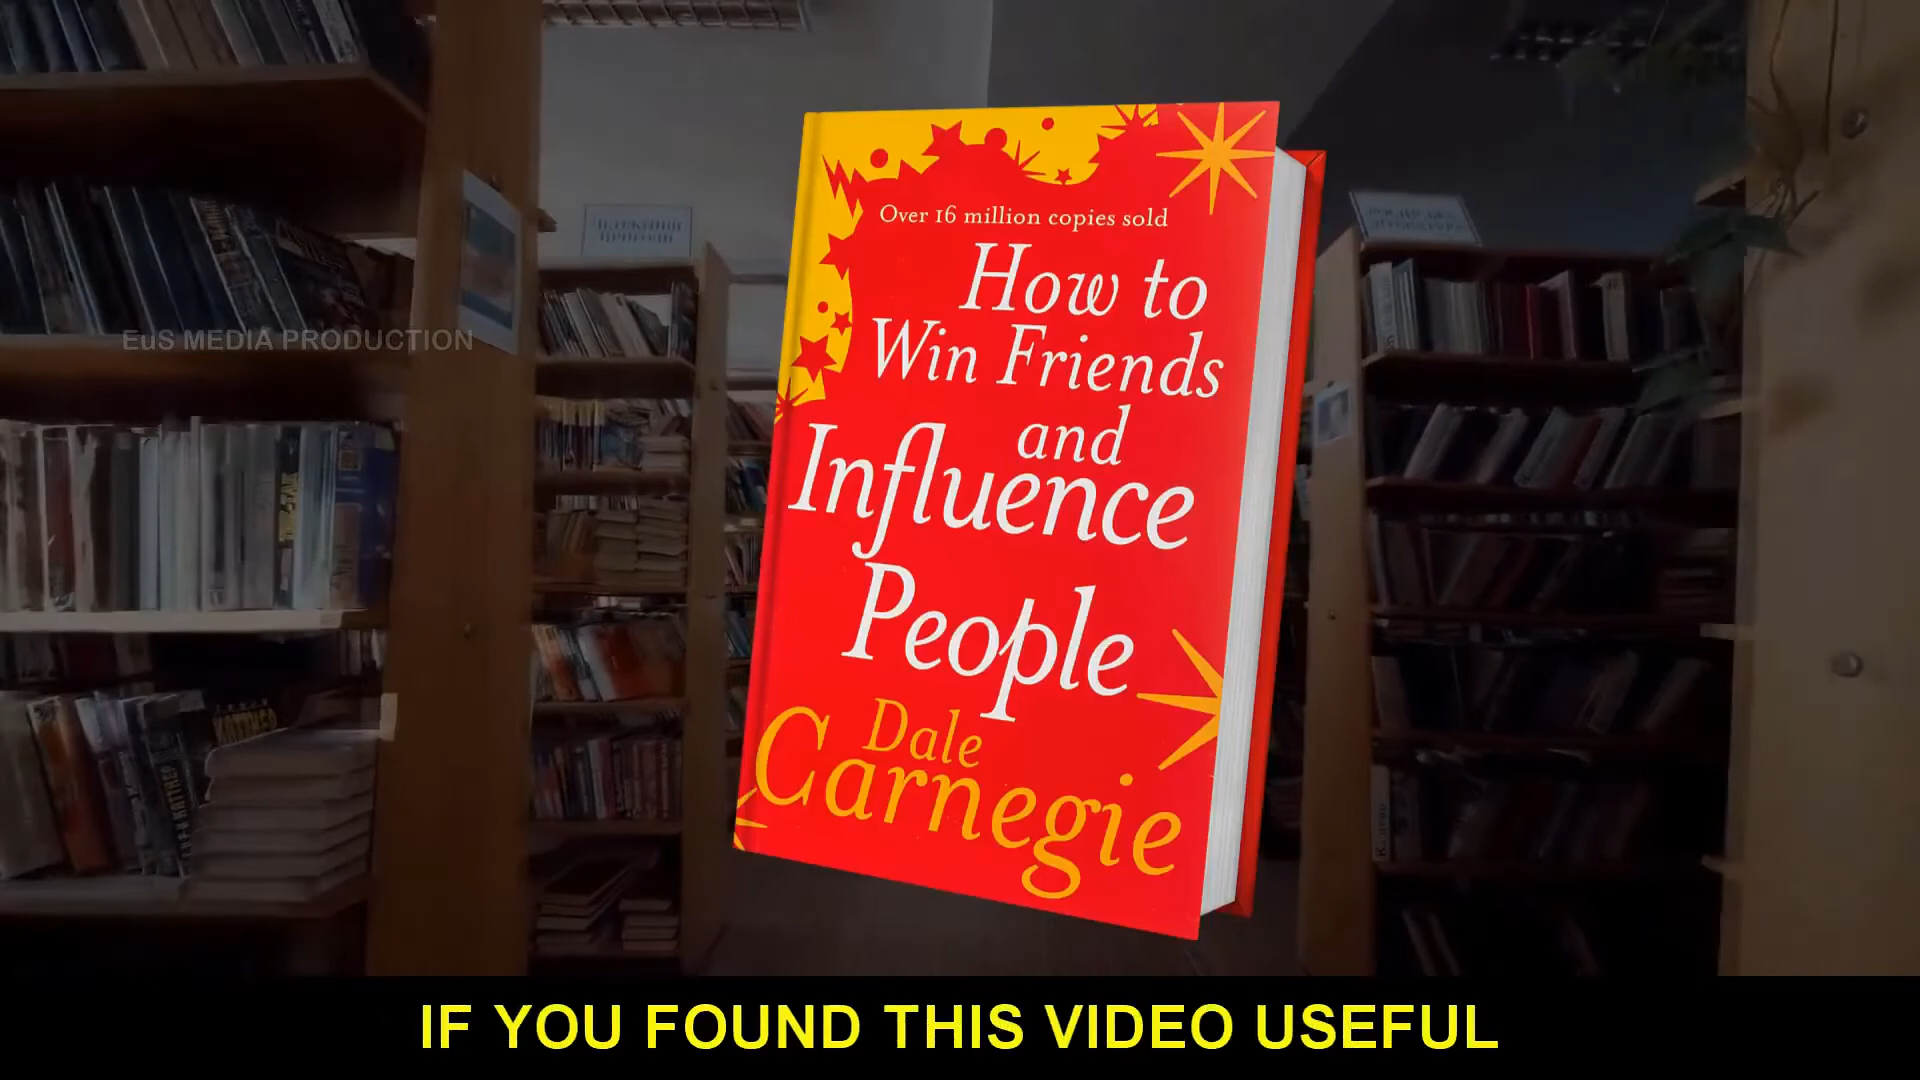 Over 16 million copies sold
How to
Win Friends
and
Influence
People
Dale
Carnegie
EuS MEDIA PRODUCTION
IF YOU FOUND THIS VIDEO USEFUL